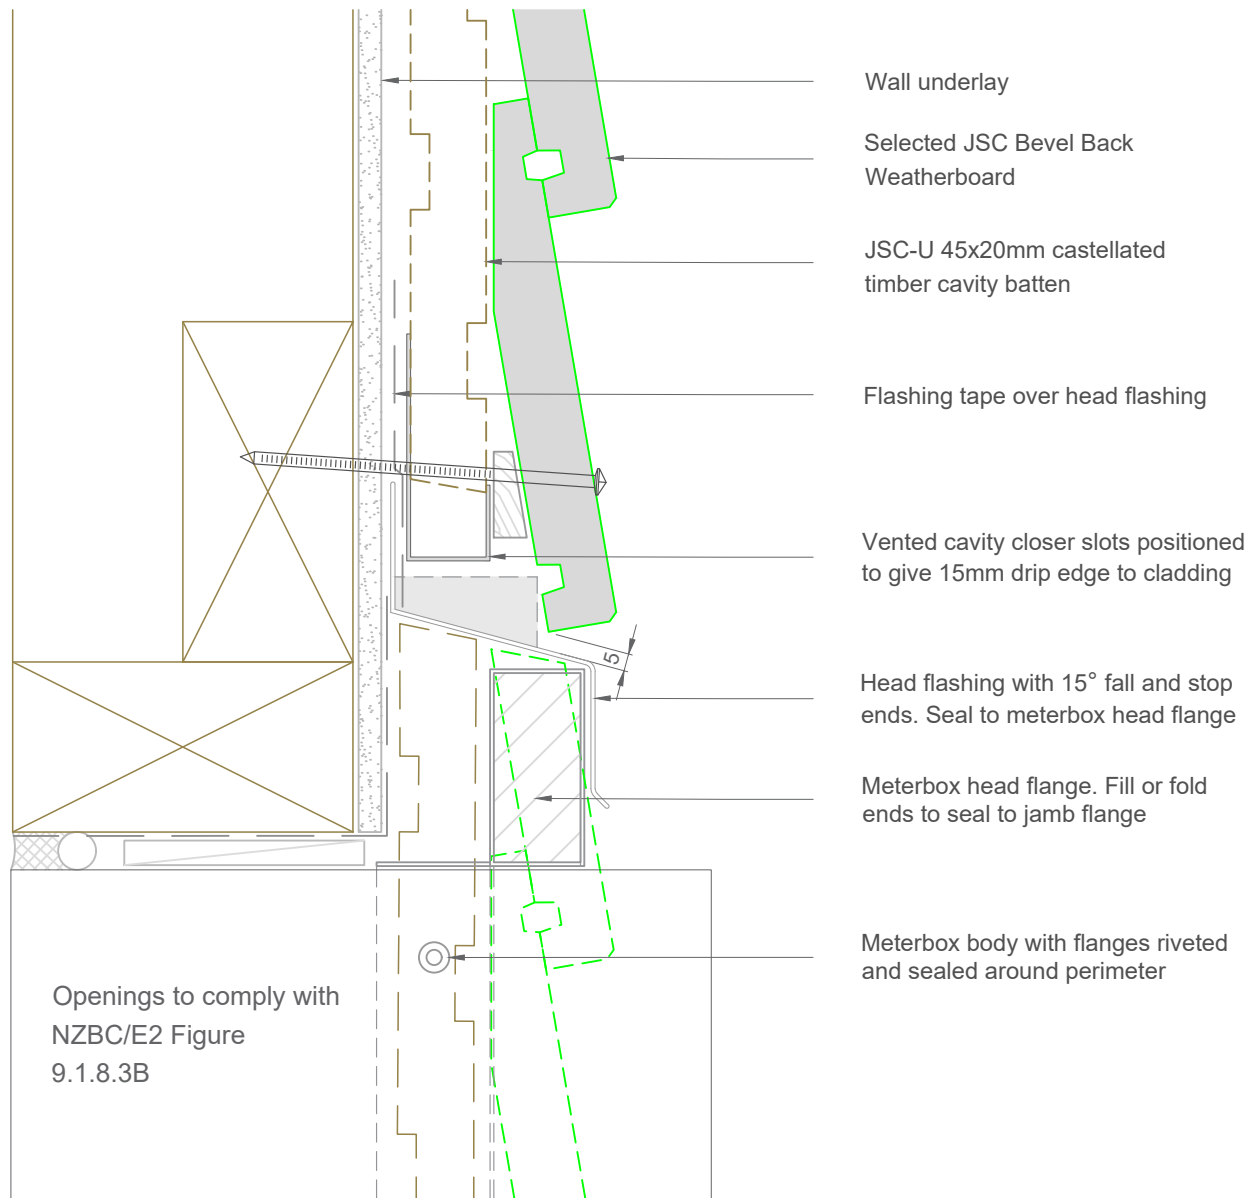 Wall underlay
Selected JSC Bevel Back
Weatherboard
JSC-U 45x20mm castellated
timber cavity batten
Flashing tape over head flashing
Vented cavity closer slots positioned
to give 15mm drip edge to cladding
5
Head flashing with 15° fall and stop
ends. Seal to meterbox head flange
Meterbox head flange. Fill or fold
ends to seal to jamb flange
Meterbox body with flanges riveted
and sealed around perimeter
Openings to comply with
NZBC/E2 Figure
9.1.8.3B